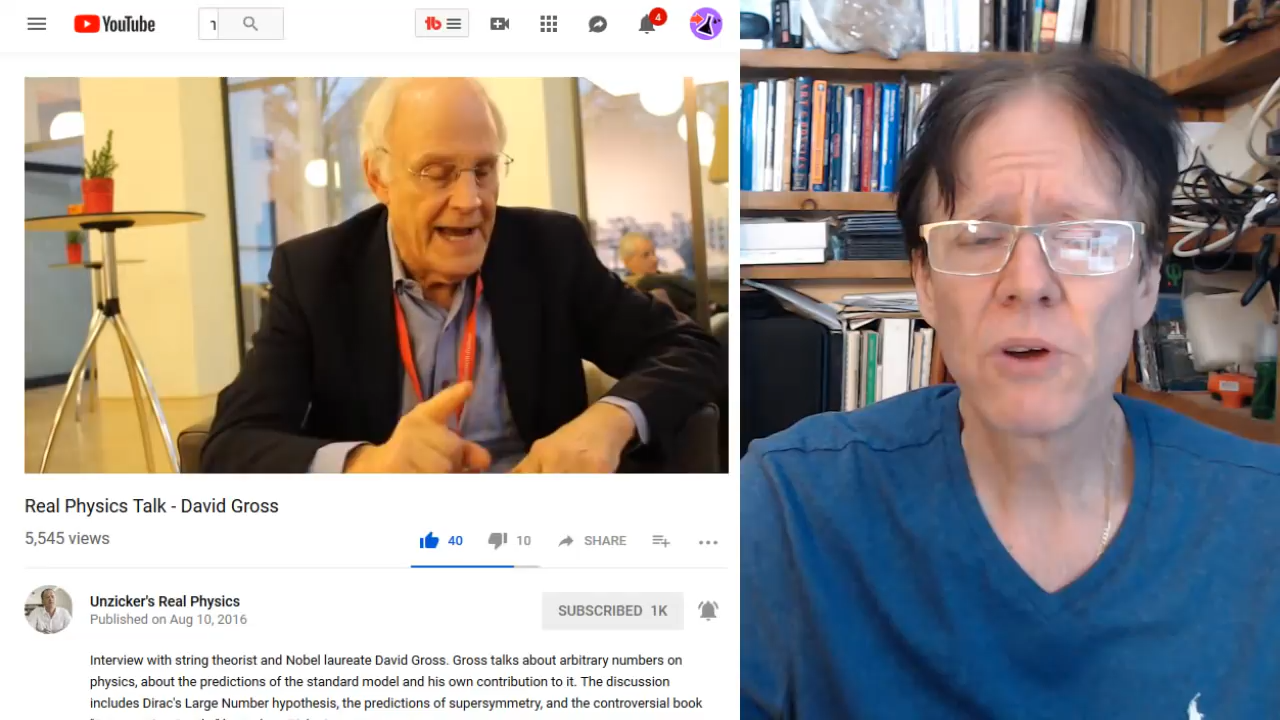 YouTube
4
Real Physics Talk - David Gross
5,545 views
40
10
SHARE
Unzicker's Real Physics
Published on Aug 10, 2016
SUBSCRIBED 1K
Interview with string theorist and Nobel laureate David Gross. Gross talks about arbitrary numbers on
physics, about the predictions of the standard model and his own contribution to it. The discussion
includes Dirac's Large Number hypothesis, the predictions of supersymmetry, and the controversial book